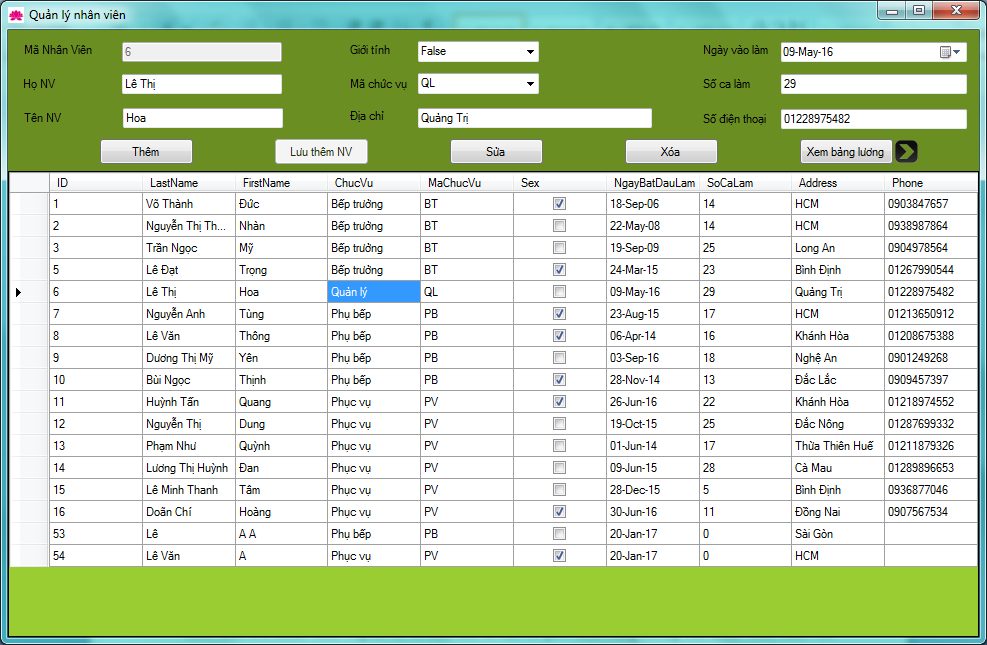 Quản lý nhân viên
Mã Nhân Viên 6 Giới tính False Ngày vào làm 09-May-16
Họ NV Lê Thị Mã chức vụ QL Số ca làm 29
Tên NV Hoa Địa chỉ Quảng Trị Số điện thoại 01228975482
Thêm Lưu thêm NV Sửa Xóa Xem bảng lương
ID LastName FirstName ChucVu MaChucVu Sex NgayBatDauLam SoCaLam Address Phone
1 Võ Thành Đức Bếp trưởng BT 18-Sep-06 14 HCM 0903847657
2 Nguyễn Thị Th... Nhàn Bếp trưởng BT 22-May-08 14 HCM 0938987864
3 Trần Ngọc Mỹ Bếp trưởng BT 19-Sep-09 25 Long An 0904978564
5 Lê Đạt Trọng Bếp trưởng BT 24-Mar-15 23 Bình Định 01267990544
6 Lê Thị Hoa Quản lý QL 09-May-16 29 Quảng Trị 01228975482
7 Nguyễn Anh Tùng Phụ bếp PB 23-Aug-15 17 HCM 01213650912
8 Lê Văn Thông Phụ bếp PB 06-Apr-14 16 Khánh Hòa 01208675388
9 Dương Thị Mỹ Yên Phụ bếp PB 03-Sep-16 18 Nghệ An 0901249268
10 Bùi Ngọc Thịnh Phụ bếp PB 28-Nov-14 13 Đắc Lắc 0909457397
11 Huỳnh Tấn Quang Phục vụ PV 26-Jun-16 22 Khánh Hòa 01218974552
12 Nguyễn Thị Dung Phục vụ PV 19-Oct-15 25 Đắc Nông 01287699332
13 Phạm Như Quỳnh Phục vụ PV 01-Jun-14 17 Thừa Thiên Huế 01211879326
14 Lương Thị Huỳnh Đan Phục vụ PV 09-Jun-15 28 Cà Mau 01289896653
15 Lê Minh Thanh Tâm Phục vụ PV 28-Dec-15 5 Bình Định 0936877046
16 Doãn Chí Hoàng Phục vụ PV 30-Jun-16 11 Đồng Nai 0907567534
53 Lê A A Phụ bếp PB 20-Jan-17 0 Sài Gòn
54 Lê Văn A Phục vụ PV 20-Jan-17 0 HCM